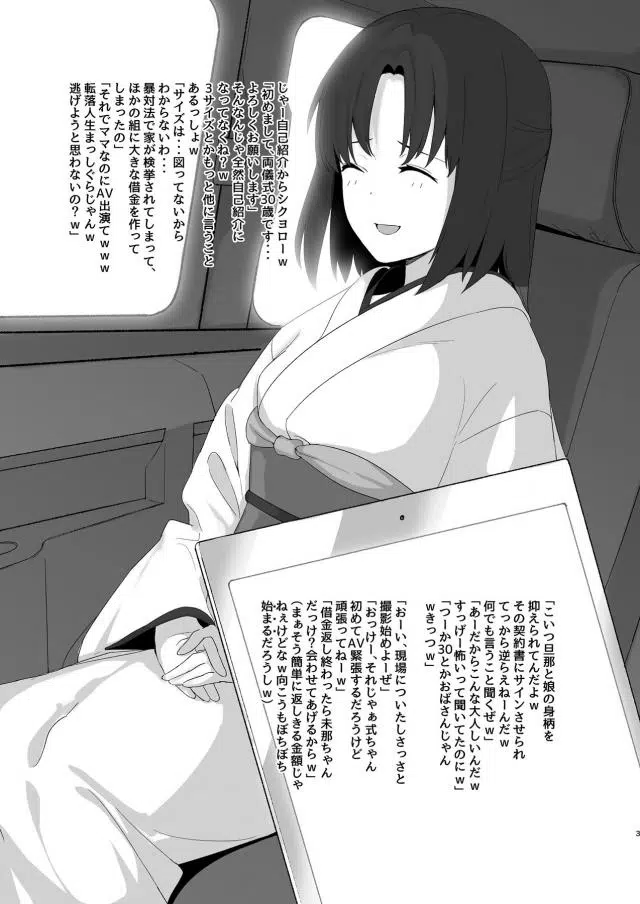 じゃー自己紹介からシクヨローｗ
「初めまして、両儀式30歳です・・・
よろしくお願いします」
そんなんじゃ全然自己紹介に
なってなくね？ｗ
３サイズとかもっと他に言うこと
あるっしょｗ
「サイズは・・・図ってないから
わからないわ・・・
暴対法で家が検挙されてしまって、
ほかの組に大きな借金を作って
しまったの」
「それでママなのにAV出演てｗｗｗ
転落人生まっしぐらじゃんｗ
逃げようと思わないの？ｗ」
「こいつ旦那と娘の身柄を
抑えられてんだよｗ
その契約書にサインさせられ
てっから逆らえねーんだｗ
何でも言うこと聞くぜｗ」
「あーだからこんな大人しいんだｗ
すっげー怖いって聞いてたのにｗ」
「つーか30とかおばさんじゃん
ｗきっつｗ」
「おーい、現場についたしさっさと
撮影始めよーぜ」
「おっけー、それじゃぁ式ちゃん
初めてAV緊張するだろうけど
頑張ってねーｗ」
「借金返し終わったら未那ちゃん
だっけ？会わせてあげるからｗ」
（まぁそう簡単に返しきる金額じゃ
ねぇけどなｗ向こうもぼちぼち
始まるだろうしｗ）
3